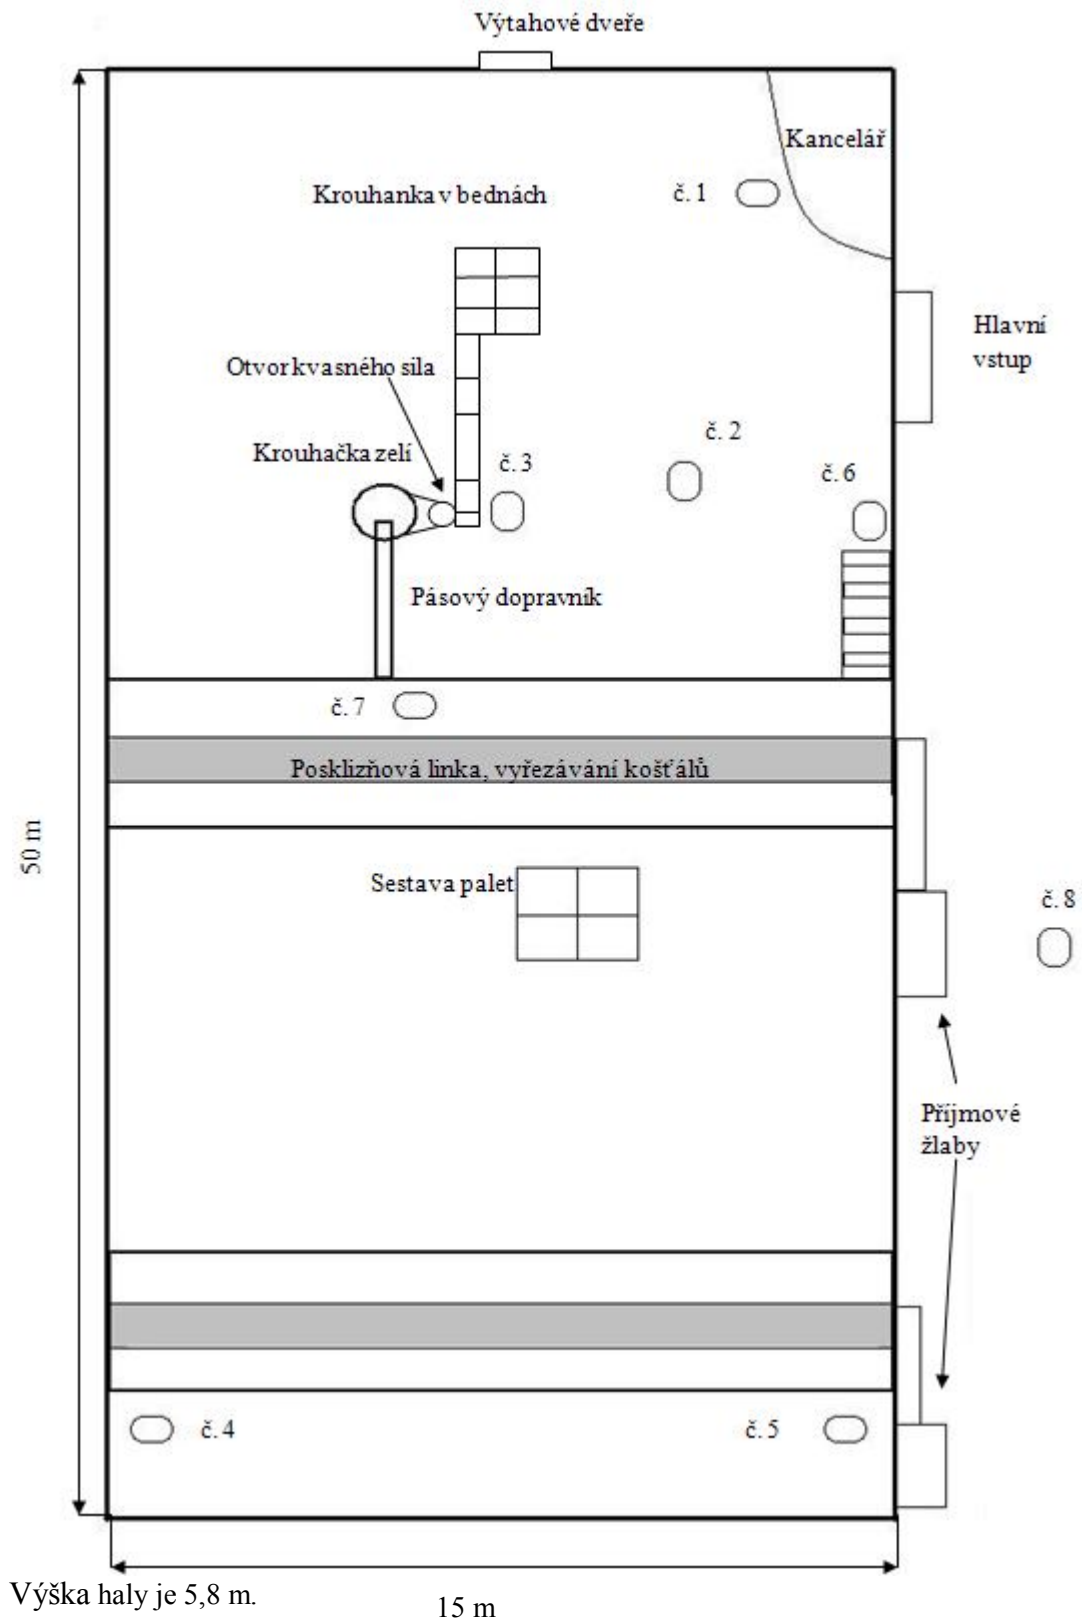 Výtahové dveře
Kancelář
Krouhanka v bednách
č. 1
Hlavní
vstup
Otvor kvasného sila
č. 2
Krouhačka zelí
č. 3
č. 6
Pásový dopravník
č. 7
Posklizňová linka, vyřezávání košťálů
50 m
Sestava palet
č. 8
Příjmové
žlaby
č. 4
č. 5
Výška haly je 5,8 m.
15 m